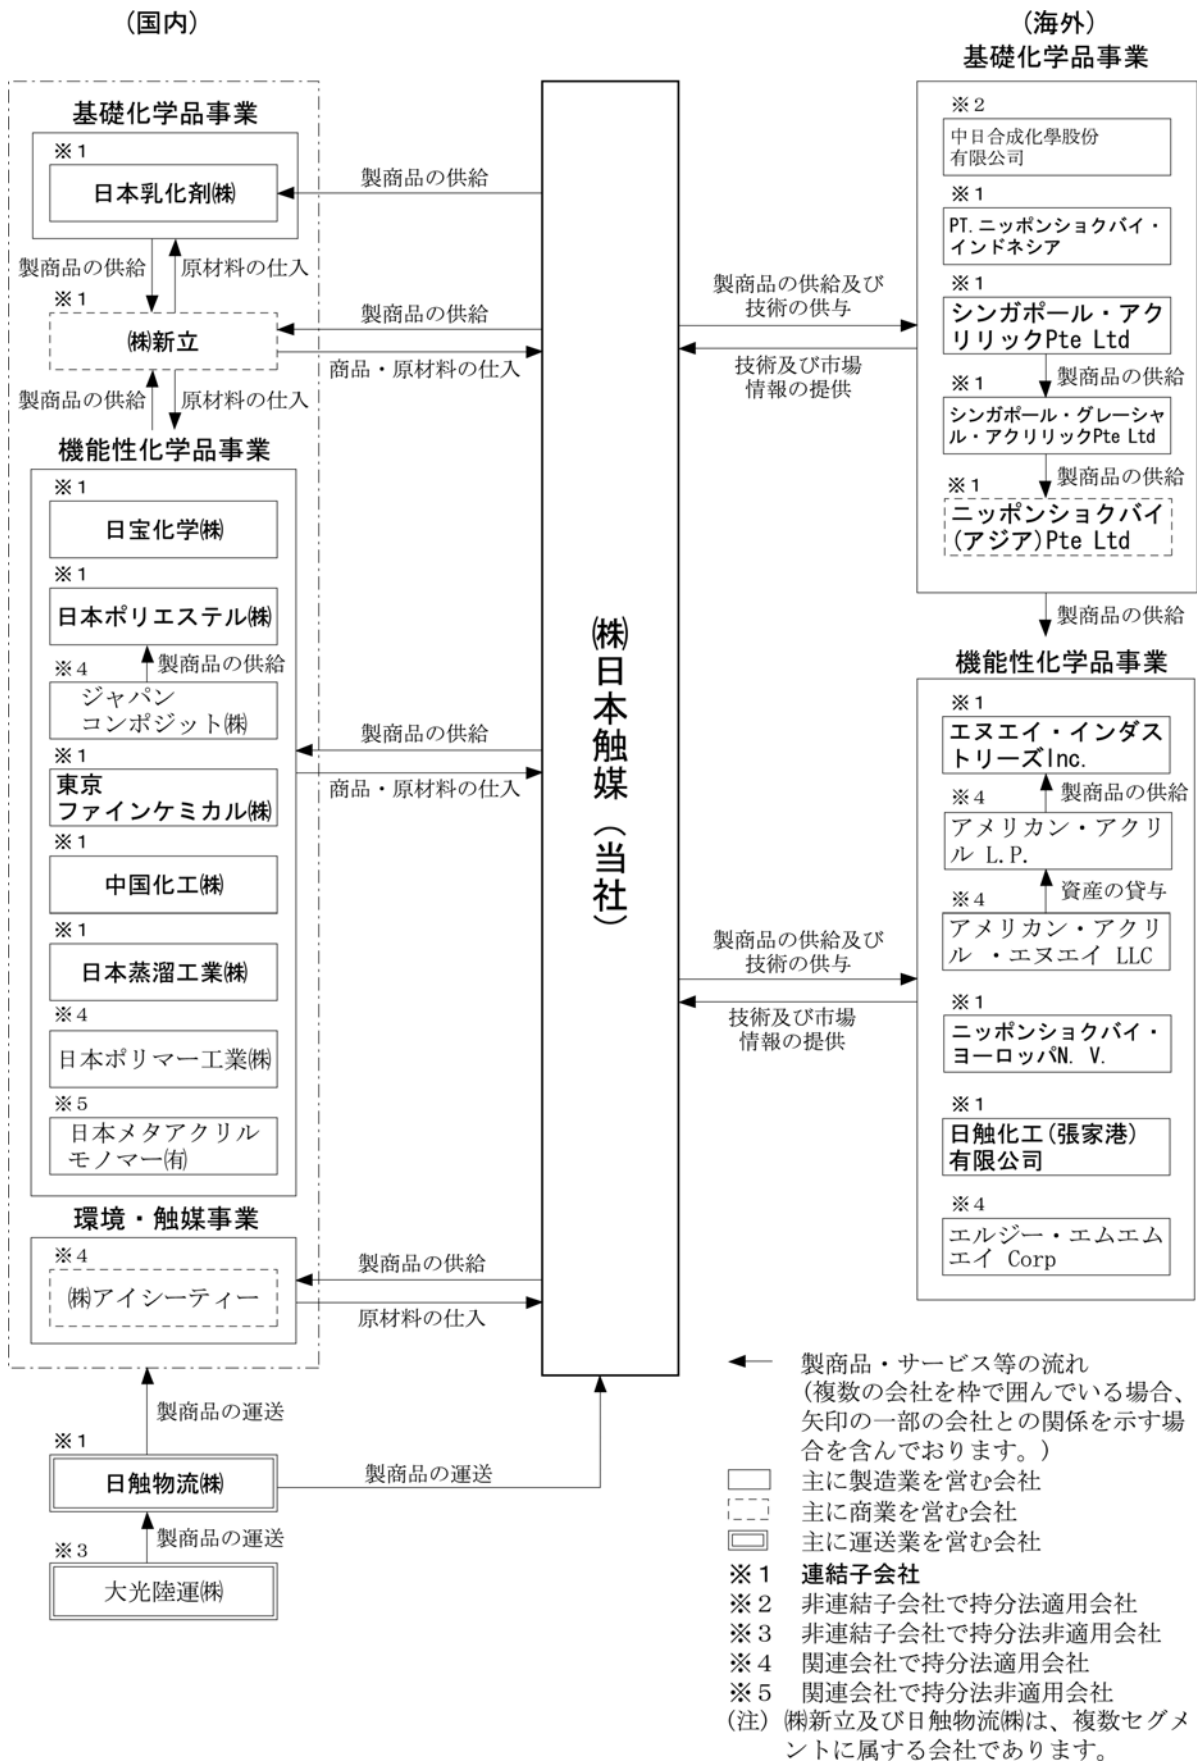 (国内)
基礎化学品事業
※1
日本乳化剤㈱
製商品の供給
製商品の供給
原材料の仕入
※1
㈱新立
製商品の供給
商品・原材料の仕入
製商品の供給
原材料の仕入
機能性化学品事業
※1
日宝化学㈱
※1
日本ポリエステル㈱
製商品の供給
※4
ジャパン
コンポジット㈱
※1
東京
ファインケミカル㈱
製商品の供給
商品・原材料の仕入
※1
中国化工㈱
※1
日本蒸溜工業㈱
※4
日本ポリマー工業㈱
※5
日本メタアクリル
モノマー㈲
環境・触媒事業
※4
㈱アイシーティー
製商品の供給
原材料の仕入
製商品の運送
※1
日触物流㈱
製商品の運送
製商品の運送
※3
大光陸運㈱
㈱日本触媒(当社)
(海外)
基礎化学品事業
※2
中日合成化學股份
有限公司
※1
PT.ニッポンショクバイ・
インドネシア
製商品の供給及び
技術の供与
技術及び市場
情報の提供
※1
シンガポール・アク
リリックPte Ltd
製商品の供給
※1
シンガポール・グレーシャ
ル・アクリリックPte Ltd
製商品の供給
※1
ニッポンショクバイ
(アジア)Pte Ltd
製商品の供給
機能性化学品事業
※1
エヌエイ・インダス
トリーズInc.
製商品の供給
※4
アメリカン・アクリ
ル L.P.
資産の貸与
※4
アメリカン・アクリ
ル ・エヌエイ LLC
製商品の供給及び
技術の供与
技術及び市場
情報の提供
※1
ニッポンショクバイ・
ヨーロッパN. V.
※1
日触化工(張家港)
有限公司
※4
エルジー・エムエム
エイ Corp
製商品・サービス等の流れ
(複数の会社を枠で囲んでいる場合、
矢印の一部の会社との関係を示す場
合を含んでおります。)
主に製造業を営む会社
主に商業を営む会社
主に運送業を営む会社
※1 連結子会社
※2 非連結子会社で持分法適用会社
※3 非連結子会社で持分法非適用会社
※4 関連会社で持分法適用会社
※5 関連会社で持分法非適用会社
(注) ㈱新立及び日触物流㈱は、複数セグメ
ントに属する会社であります。